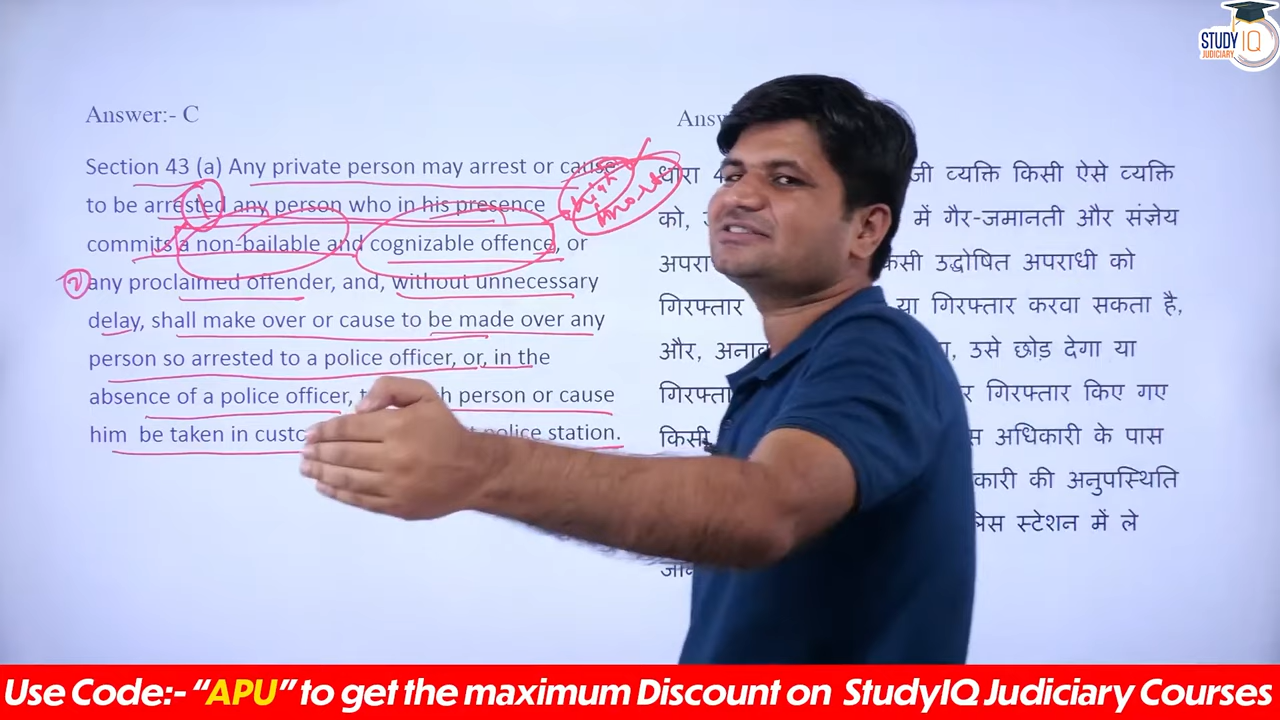 STUDY IQ
JUDICIARY
Answer:- C
Section 43 (a) Any private person may arrest or cause
to be arrested any person who in his presence
commits a non-bailable and cognizable offence, or
any proclaimed offender, and, without unnecessary
delay, shall make over or cause to be made over any
person so arrested to a police officer, or, in the
absence of a police officer, person or cause
him be taken in police station.
धारा व्यक्ति किसी ऐसे व्यक्ति
को, में गैर-जमानती और संज्ञेय
उद्घोषित अपराधी को
गिरफ्तार या गिरफ्तार करवा सकता है,
और, उसे छोड़ देगा या
गिरफ्तार किए गए
किसी अधिकारी के पास
की अनुपस्थिति
स्टेशन में ले
Use Code:- “APU” to get the maximum Discount on StudyIQ Judiciary Courses